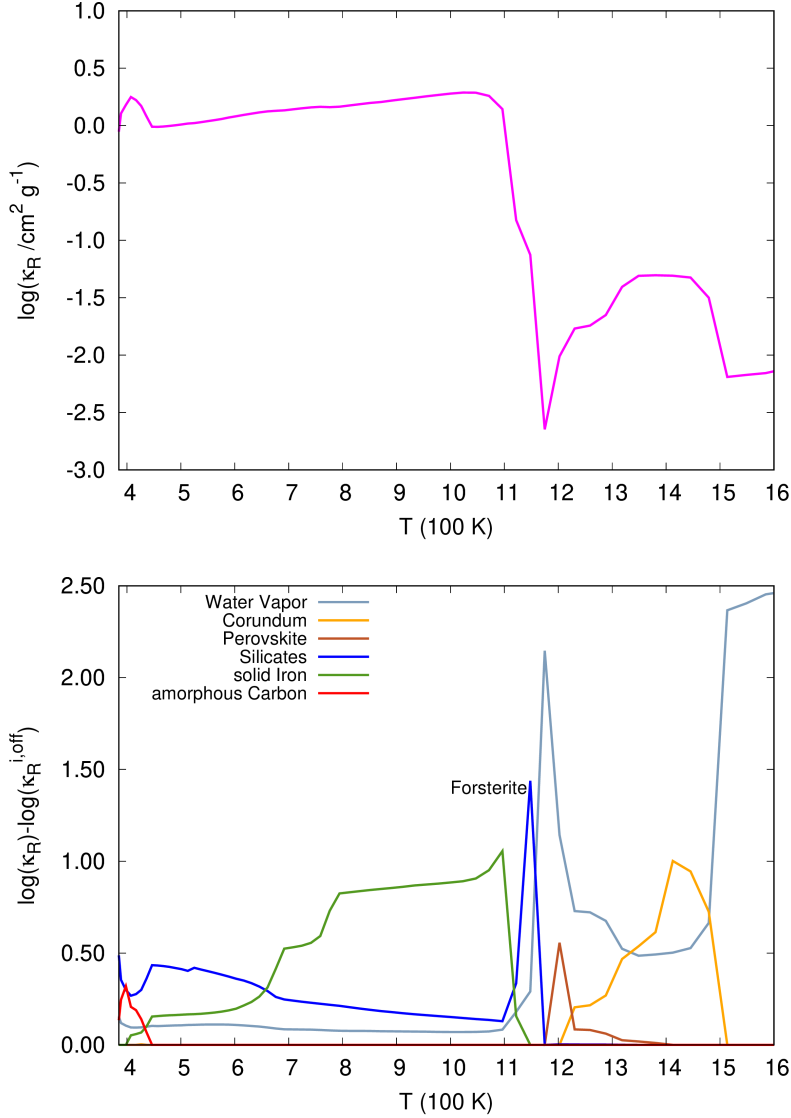 1.0
0.5
0.0
-0.5
-1.0
-1.5
-2.0
-2.5
-3.0
log(κR /cm² g⁻¹)
4 5 6 7 8 9 10 11 12 13 14 15 16
T (100 K)
2.50
2.00
1.50
1.00
0.50
0.00
log(κR)-log(κR^i,off)
Water Vapor
Corundum
Perovskite
Silicates
solid Iron
amorphous Carbon
Forsterite
4 5 6 7 8 9 10 11 12 13 14 15 16
T (100 K)